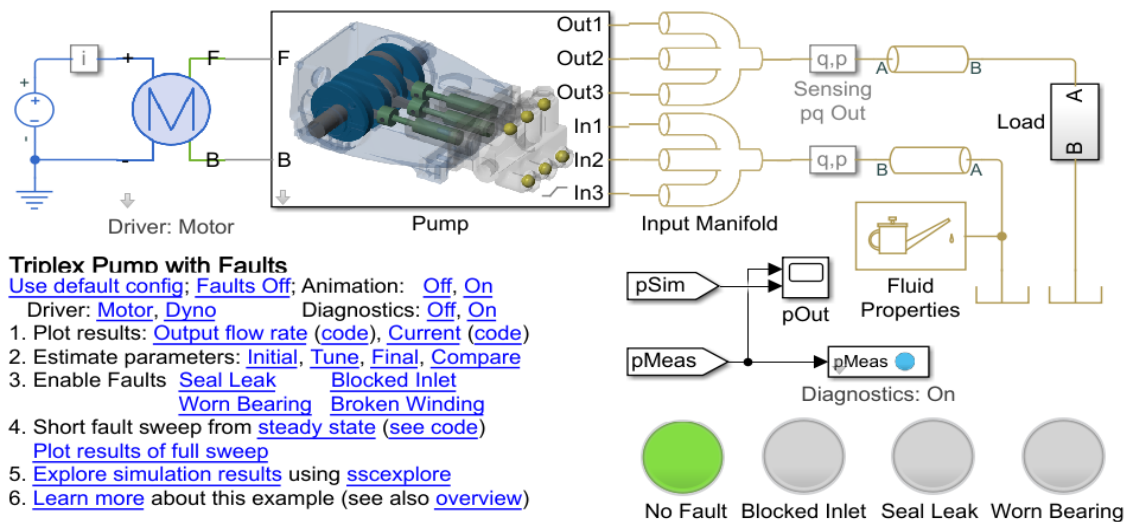 Out1
Out2
Out3
In1
In2
In3
F
F
B
B
i
+
-
+
-
M
Driver: Motor
Pump
Input Manifold
q,p
Sensing
pq Out
A
B
q,p
B
A
Load
A
B
Fluid
Properties
pSim
pOut
pMeas
pMeas
Diagnostics: On
Triplex Pump with Faults
Use default config; Faults Off; Animation: Off, On
Driver: Motor, Dyno Diagnostics: Off, On
1. Plot results: Output flow rate (code), Current (code)
2. Estimate parameters: Initial, Tune, Final, Compare
3. Enable Faults Seal Leak Blocked Inlet
Worn Bearing Broken Winding
4. Short fault sweep from steady state (see code)
Plot results of full sweep
5. Explore simulation results using sscexplore
6. Learn more about this example (see also overview)
No Fault Blocked Inlet Seal Leak Worn Bearing